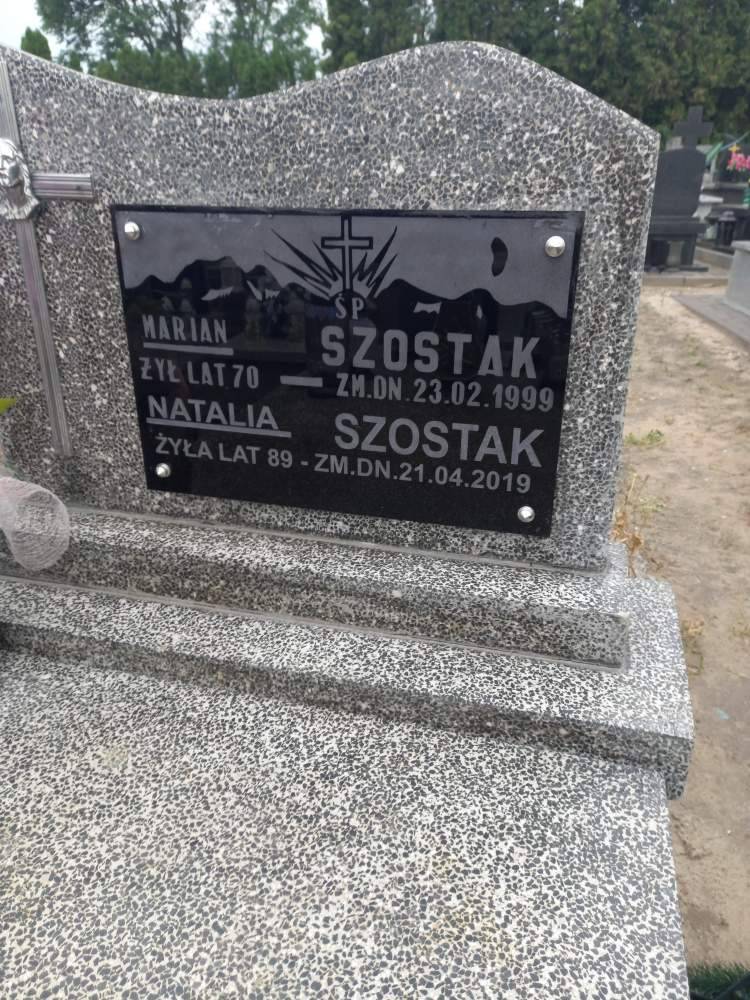 ŚP
MARIAN SZOSTAK
ŻYŁ LAT 70 — ZM.DN.23.02.1999
NATALIA SZOSTAK
ŻYŁA LAT 89 - ZM.DN.21.04.2019